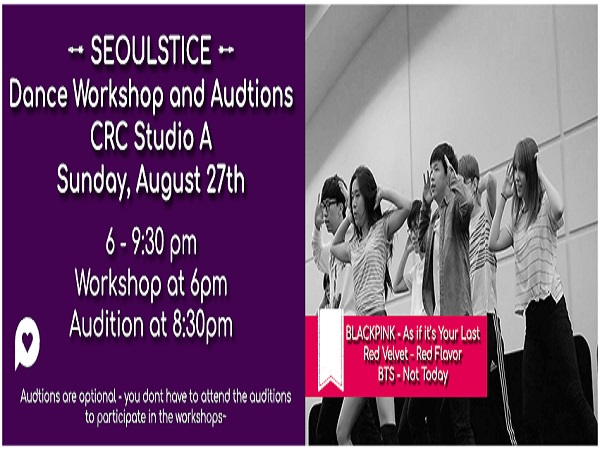 ↔ SEOULSTICE ↔
Dance Workshop and Audtions
CRC Studio A
Sunday, August 27th
6 - 9:30 pm
Workshop at 6pm
Audition at 8:30pm
Audtions are optional - you dont have to attend the auditions
to participate in the workshops~
BLACKPINK - As if it's Your Last
Red Velvet - Red Flavor
BTS - Not Today